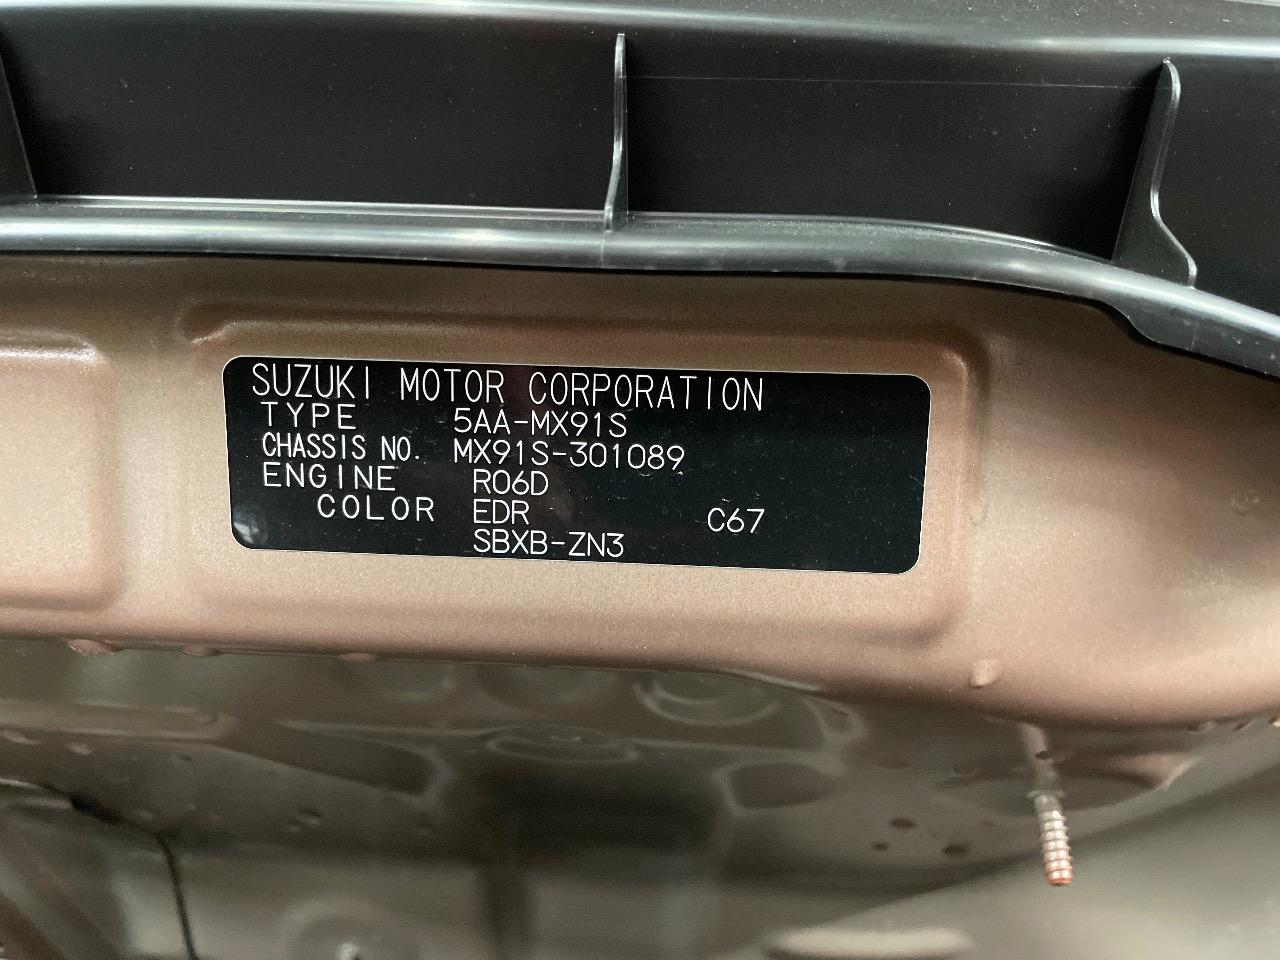 SUZUKI MOTOR CORPORATION
TYPE 5AA-MX91S
CHASSIS NO. MX91S-301089
ENGINE R06D
COLOR EDR C67
SBXB-ZN3